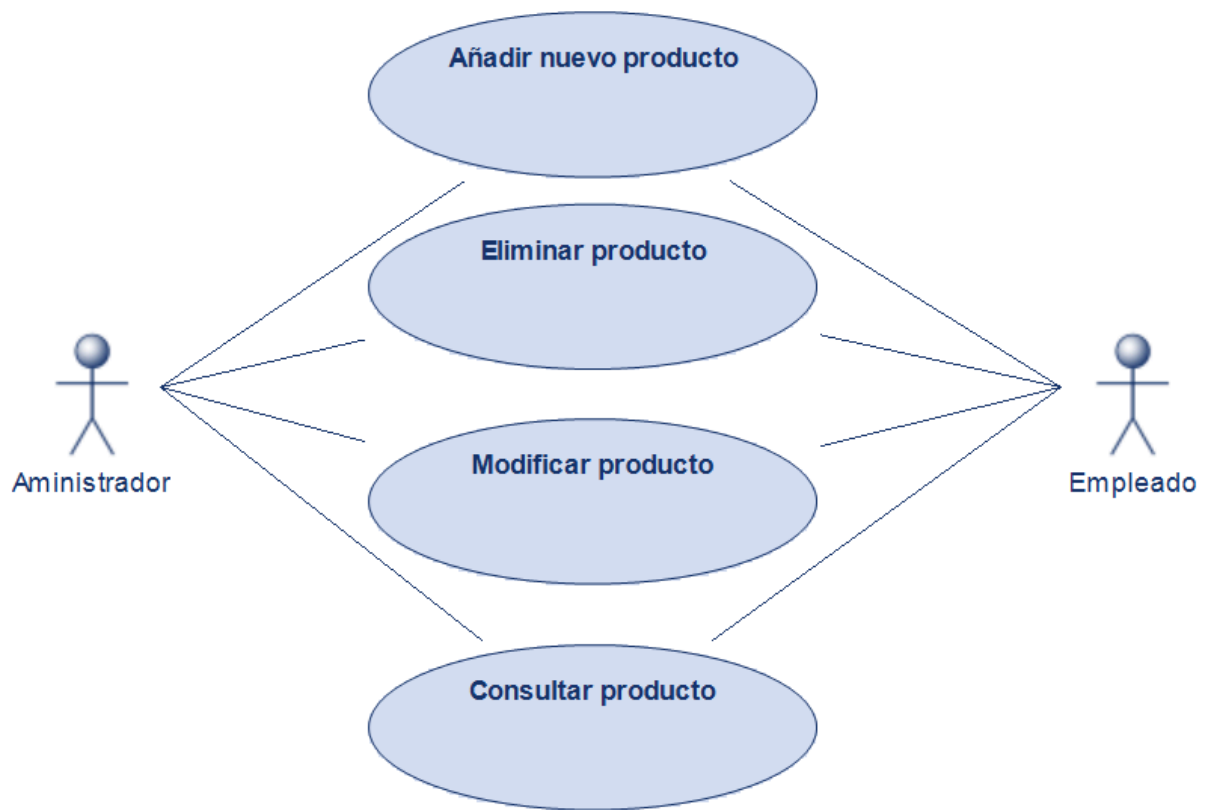 Añadir nuevo producto
Eliminar producto
Aministrador
Empleado
Modificar producto
Consultar producto